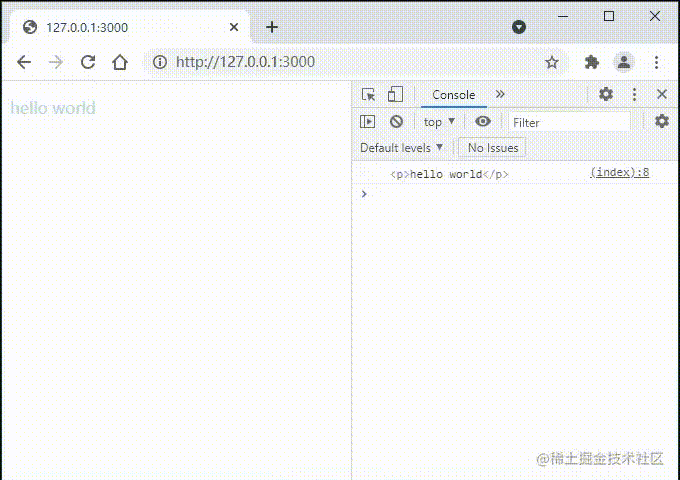 127.0.0.1:3000
http://127.0.0.1:3000
hello world
Console
top
Filter
Default levels
No Issues
<p>hello world</p>
(index):8
@稀土掘金技术社区